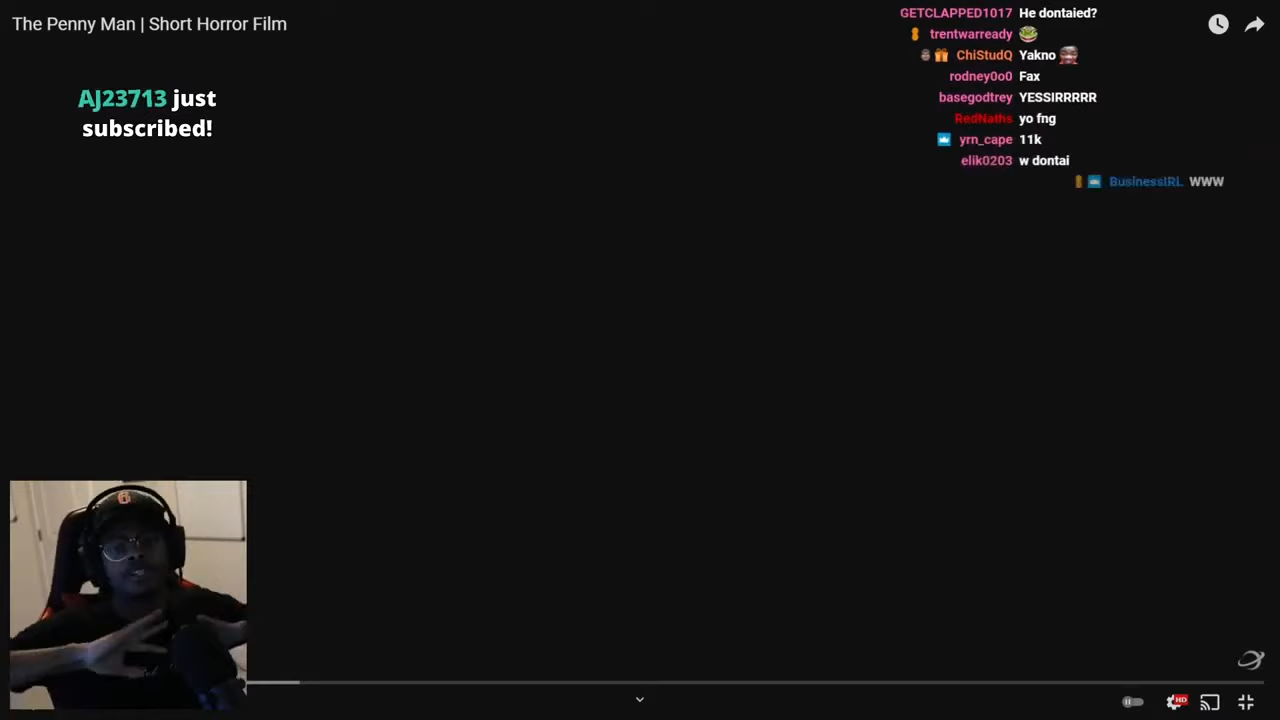 The Penny Man | Short Horror Film
AJ23713 just
subscribed!
GETCLAPPED1017 He dontaied?
trentwarready
ChiStudQ Yakno
rodney0o0 Fax
basegodtrey YESSIRRRRR
RedNaths yo fng
yrn_cape 11k
elik0203 w dontai
BusinessIRL WWW
HD